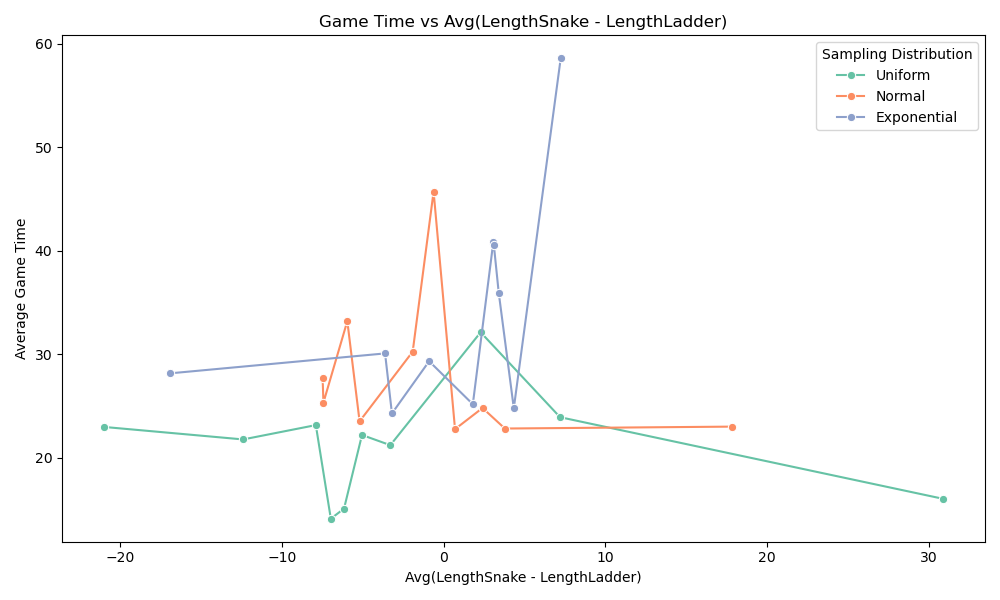 Game Time vs Avg(LengthSnake - LengthLadder)
Sampling Distribution
Uniform
Normal
Exponential
Average Game Time
60
50
40
30
20
−20
−10
0
10
20
30
Avg(LengthSnake - LengthLadder)